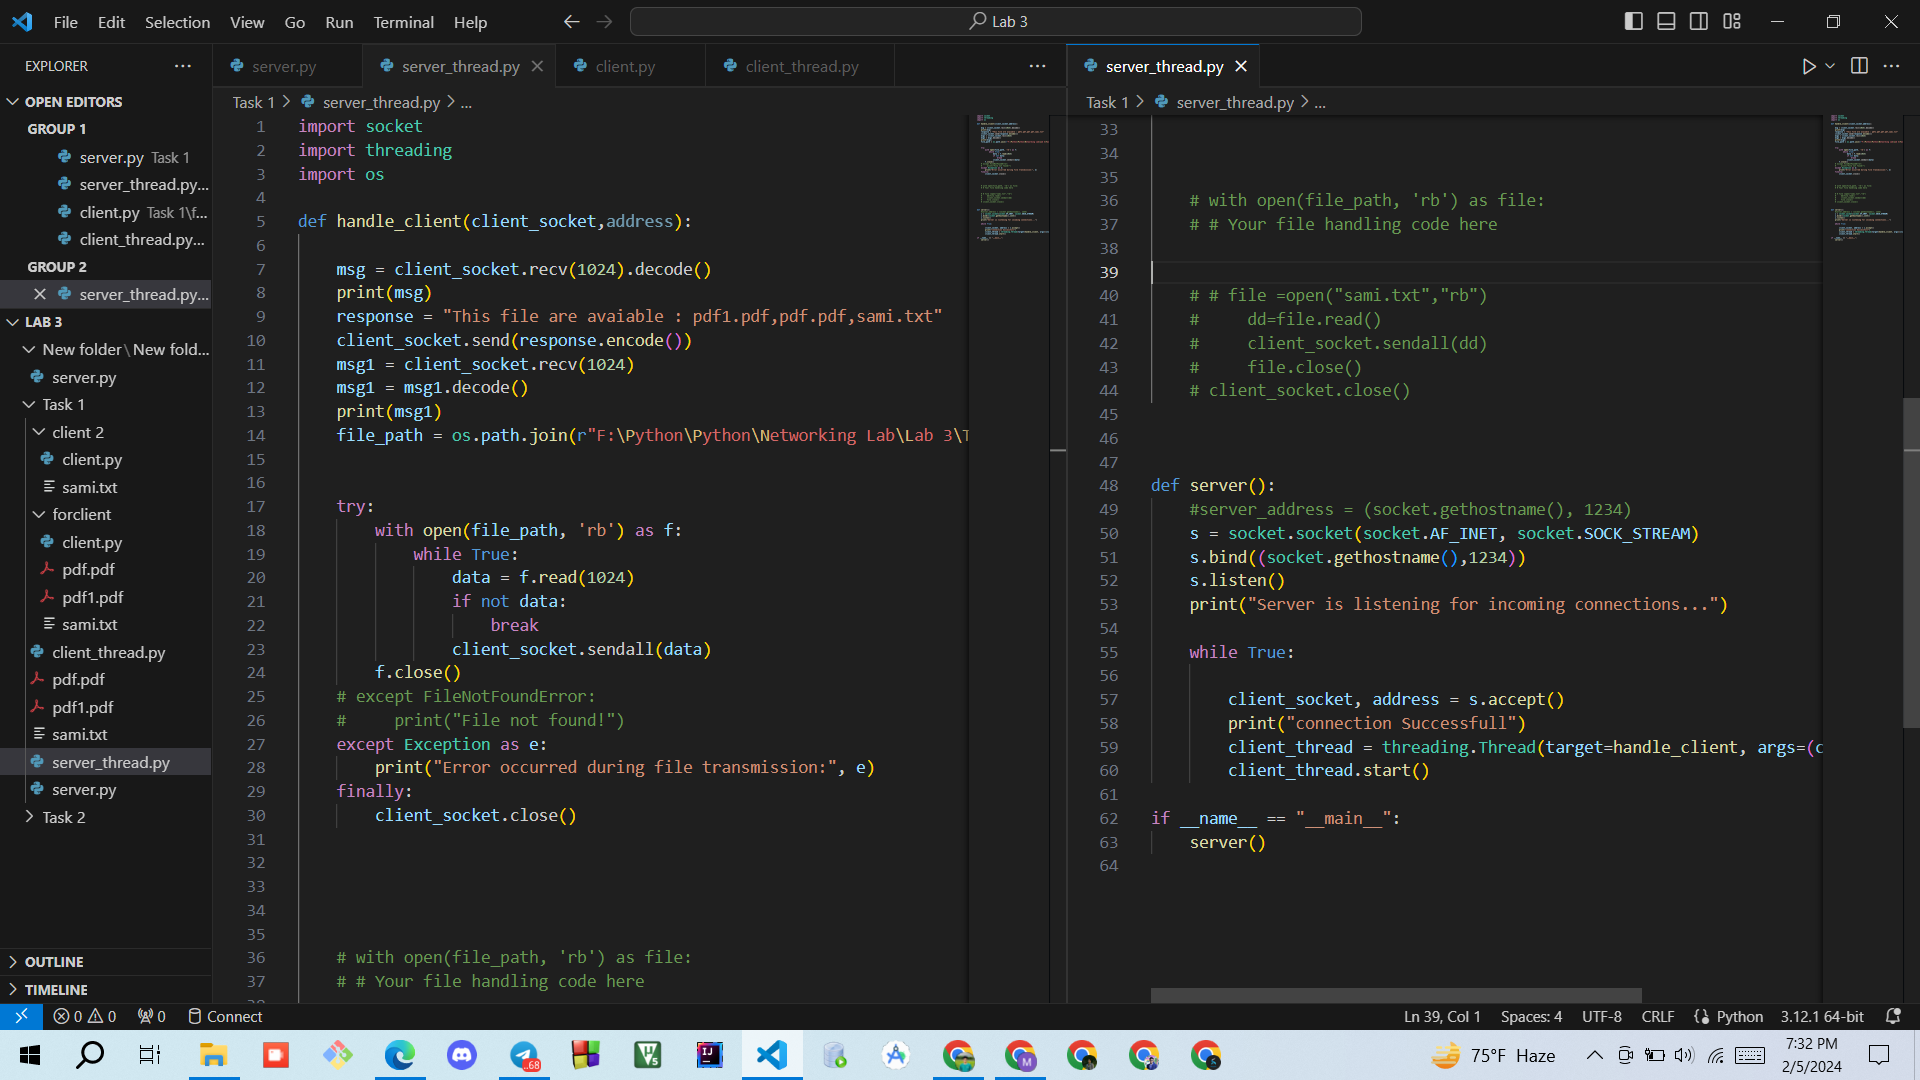 File Edit Selection View Go Run Terminal Help
Lab 3
EXPLORER
OPEN EDITORS
GROUP 1
server.py Task 1
server_thread.py...
client.py Task 1\f...
client_thread.py...
GROUP 2
server_thread.py...
LAB 3
New folder\New fold...
server.py
Task 1
client 2
client.py
sami.txt
forclient
client.py
pdf.pdf
pdf1.pdf
sami.txt
client_thread.py
pdf.pdf
pdf1.pdf
sami.txt
server_thread.py
server.py
Task 2
OUTLINE
TIMELINE
server.py server_thread.py client.py client_thread.py
Task 1 > server_thread.py > ...
1 import socket
2 import threading
3 import os
4
5 def handle_client(client_socket,address):
6
7 msg = client_socket.recv(1024).decode()
8 print(msg)
9 response = "This file are avaiable : pdf1.pdf,pdf.pdf,sami.txt"
10 client_socket.send(response.encode())
11 msg1 = client_socket.recv(1024)
12 msg1 = msg1.decode()
13 print(msg1)
14 file_path = os.path.join(r"F:\Python\Python\Networking Lab\Lab 3\T
15
16
17 try:
18 with open(file_path, 'rb') as f:
19 while True:
20 data = f.read(1024)
21 if not data:
22 break
23 client_socket.sendall(data)
24 f.close()
25 # except FileNotFoundError:
26 #     print("File not found!")
27 except Exception as e:
28 print("Error occurred during file transmission:", e)
29 finally:
30 client_socket.close()
31
32
33
34
35
36 # with open(file_path, 'rb') as file:
37 # # Your file handling code here
server_thread.py
Task 1 > server_thread.py > ...
33
34
35
36 # with open(file_path, 'rb') as file:
37 # # Your file handling code here
38
39
40 # # file =open("sami.txt","rb")
41 #     dd=file.read()
42 #     client_socket.sendall(dd)
43 #     file.close()
44 # client_socket.close()
45
46
47
48 def server():
49 #server_address = (socket.gethostname(), 1234)
50 s = socket.socket(socket.AF_INET, socket.SOCK_STREAM)
51 s.bind((socket.gethostname(),1234))
52 s.listen()
53 print("Server is listening for incoming connections...")
54
55 while True:
56
57 client_socket, address = s.accept()
58 print("connection Successfull")
59 client_thread = threading.Thread(target=handle_client, args=(c
60 client_thread.start()
61
62 if __name__ == "__main__":
63 server()
64
0 0 0 Connect
Ln 39, Col 1 Spaces: 4 UTF-8 CRLF Python 3.12.1 64-bit
75°F Haze
7:32 PM
2/5/2024